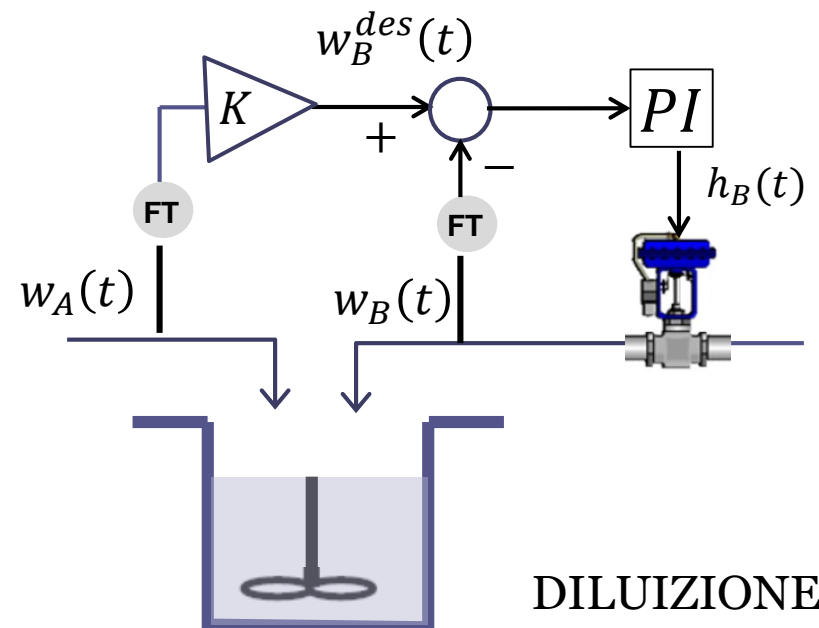 w_B^{des}(t)
K
PI
+
−
h_B(t)
FT
FT
w_A(t)
w_B(t)
DILUIZIONE